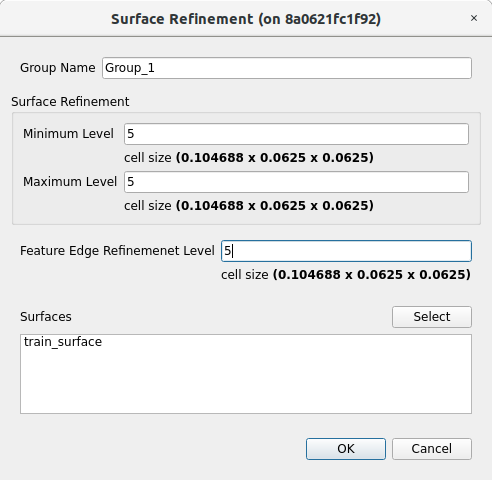 Surface Refinement (on 8a0621fc1f92)
×
Group Name Group_1
Surface Refinement
Minimum Level 5
cell size (0.104688 x 0.0625 x 0.0625)
Maximum Level 5
cell size (0.104688 x 0.0625 x 0.0625)
Feature Edge Refinemenet Level 5
cell size (0.104688 x 0.0625 x 0.0625)
Surfaces Select
train_surface
OK Cancel